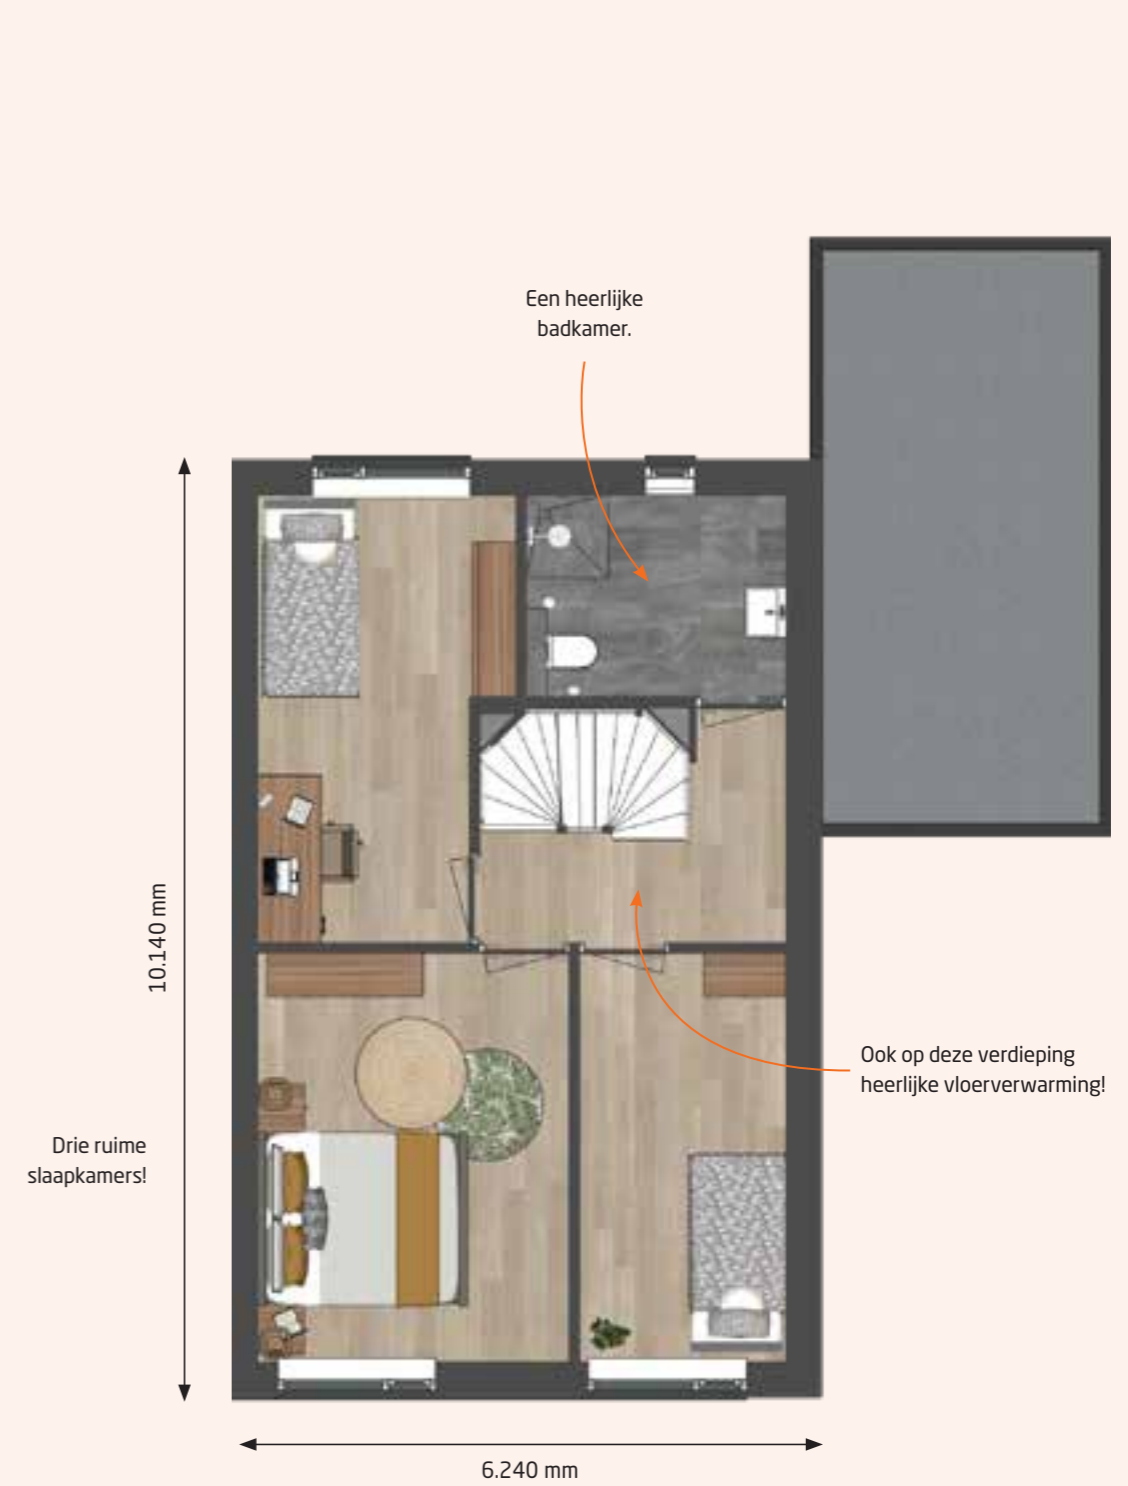 Een heerlijke
badkamer.
10.140 mm
Ook op deze verdieping
heerlijke vloerverwarming!
Drie ruime
slaapkamers!
6.240 mm